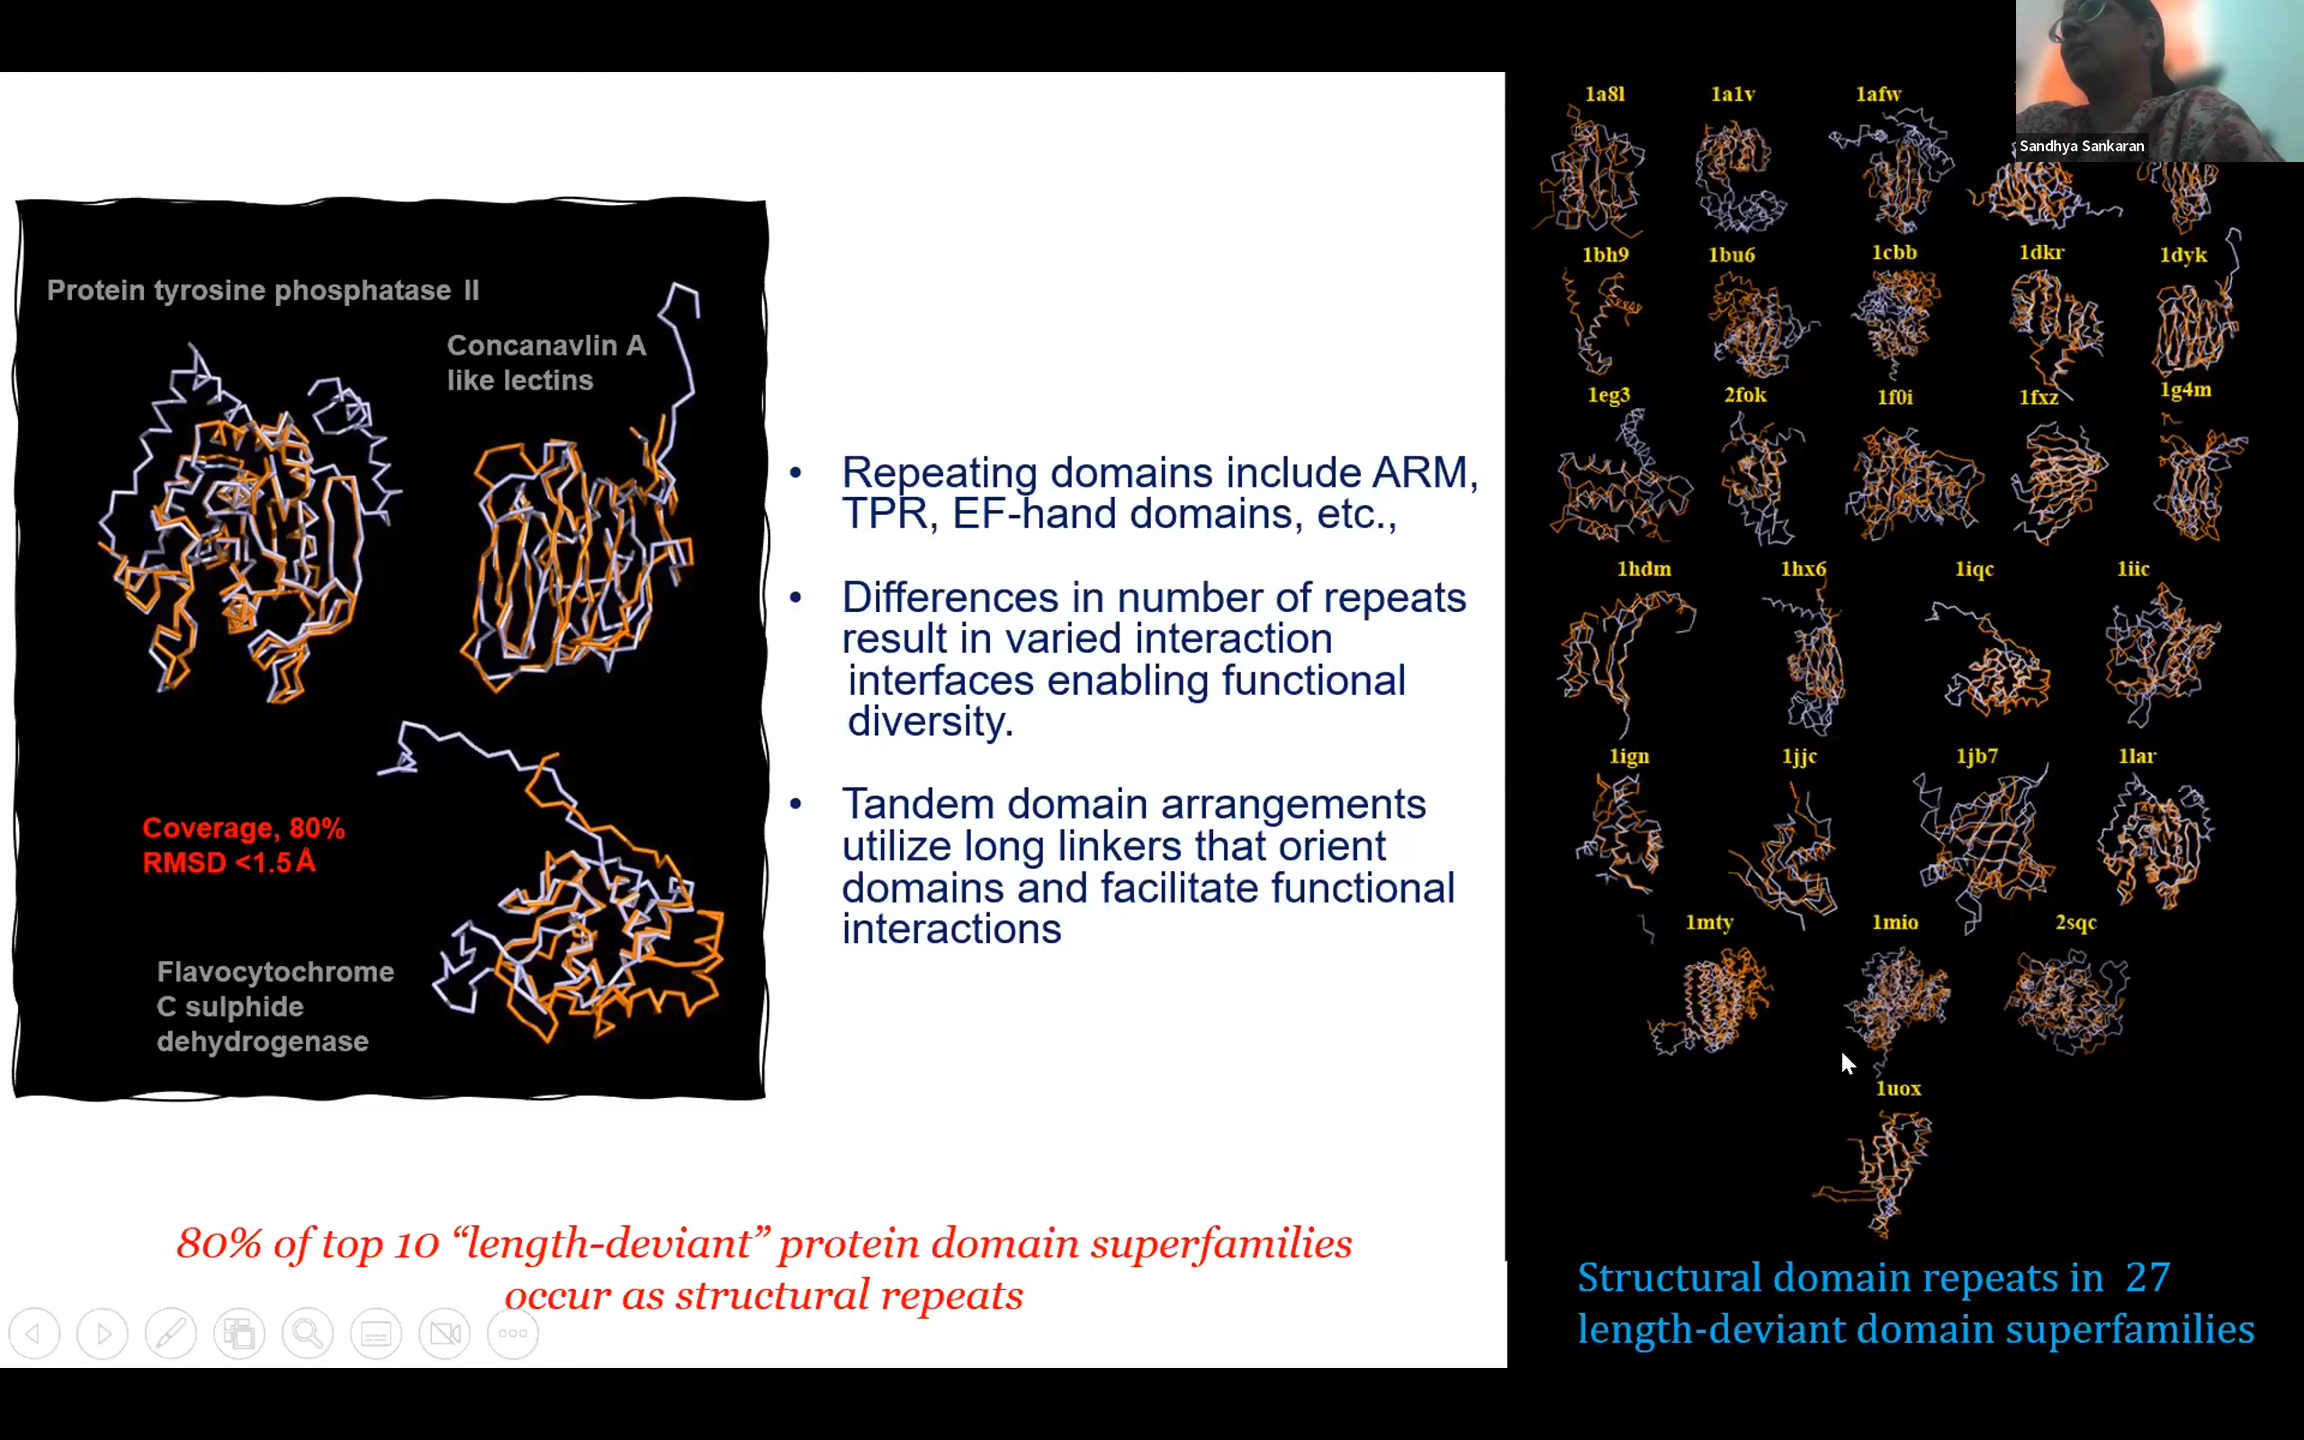 Protein tyrosine phosphatase II
Concanavlin A
like lectins
Coverage, 80%
RMSD <1.5Å
Flavocytochrome
C sulphide
dehydrogenase
• Repeating domains include ARM,
TPR, EF-hand domains, etc.,
• Differences in number of repeats
result in varied interaction
interfaces enabling functional
diversity.
• Tandem domain arrangements
utilize long linkers that orient
domains and facilitate functional
interactions
80% of top 10 “length-deviant” protein domain superfamilies
occur as structural repeats
1a8l 1a1v 1afw
Sandhya Sankaran
1bh9 1bu6 1cbb 1dkr 1dyk
1eg3 2fok 1f0i 1fxz 1g4m
1hdm 1hx6 1iqc 1iic
1ign 1jjc 1jb7 1lar
1mty 1mio 2sqc
1uox
Structural domain repeats in 27
length-deviant domain superfamilies